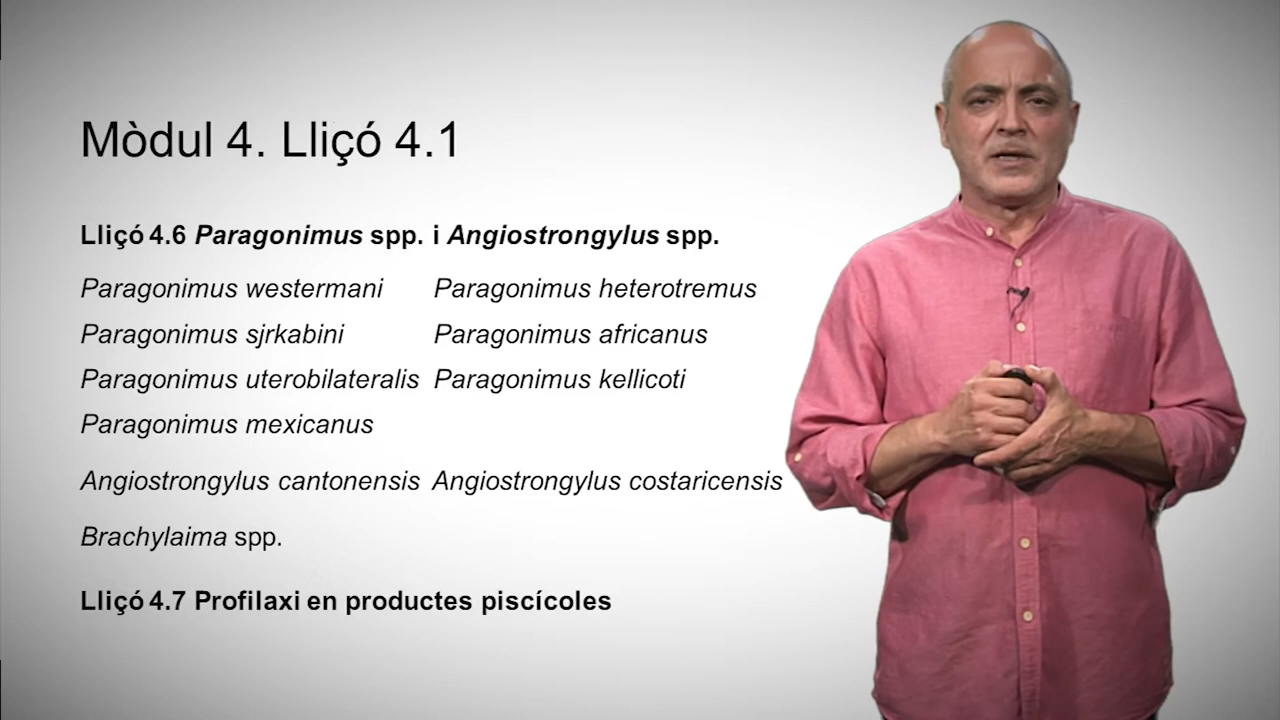 Mòdul 4. Lliçó 4.1
Lliçó 4.6 Paragonimus spp. i Angiostrongylus spp.
Paragonimus westermani Paragonimus heterotremus
Paragonimus sjrkabini Paragonimus africanus
Paragonimus uterobilateralis Paragonimus kellicoti
Paragonimus mexicanus
Angiostrongylus cantonensis Angiostrongylus costaricensis
Brachylaima spp.
Lliçó 4.7 Profilaxi en productes piscícoles